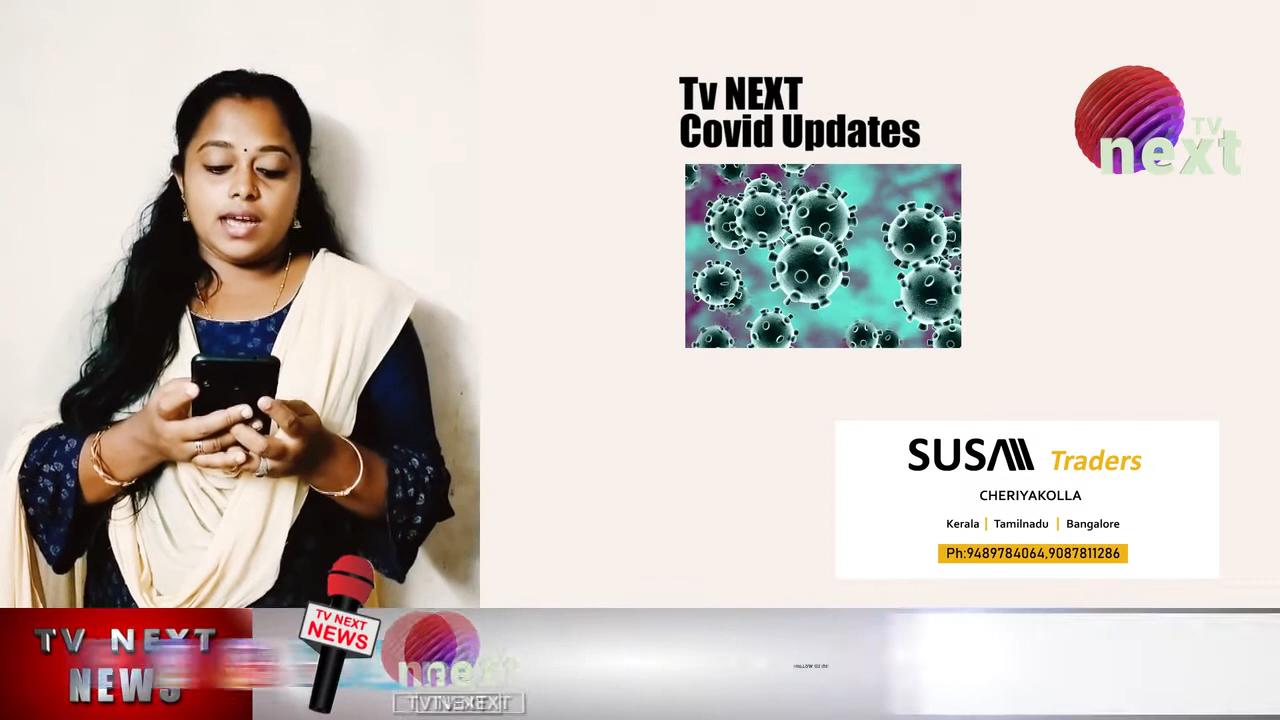 Tv NEXT
Covid Updates
TV
next
SUSAN Traders
CHERIYAKOLLA
Kerala | Tamilnadu | Bangalore
Ph:9489784064,9087811286
TV NEXT
NEWS
TV NEXT
NEWS